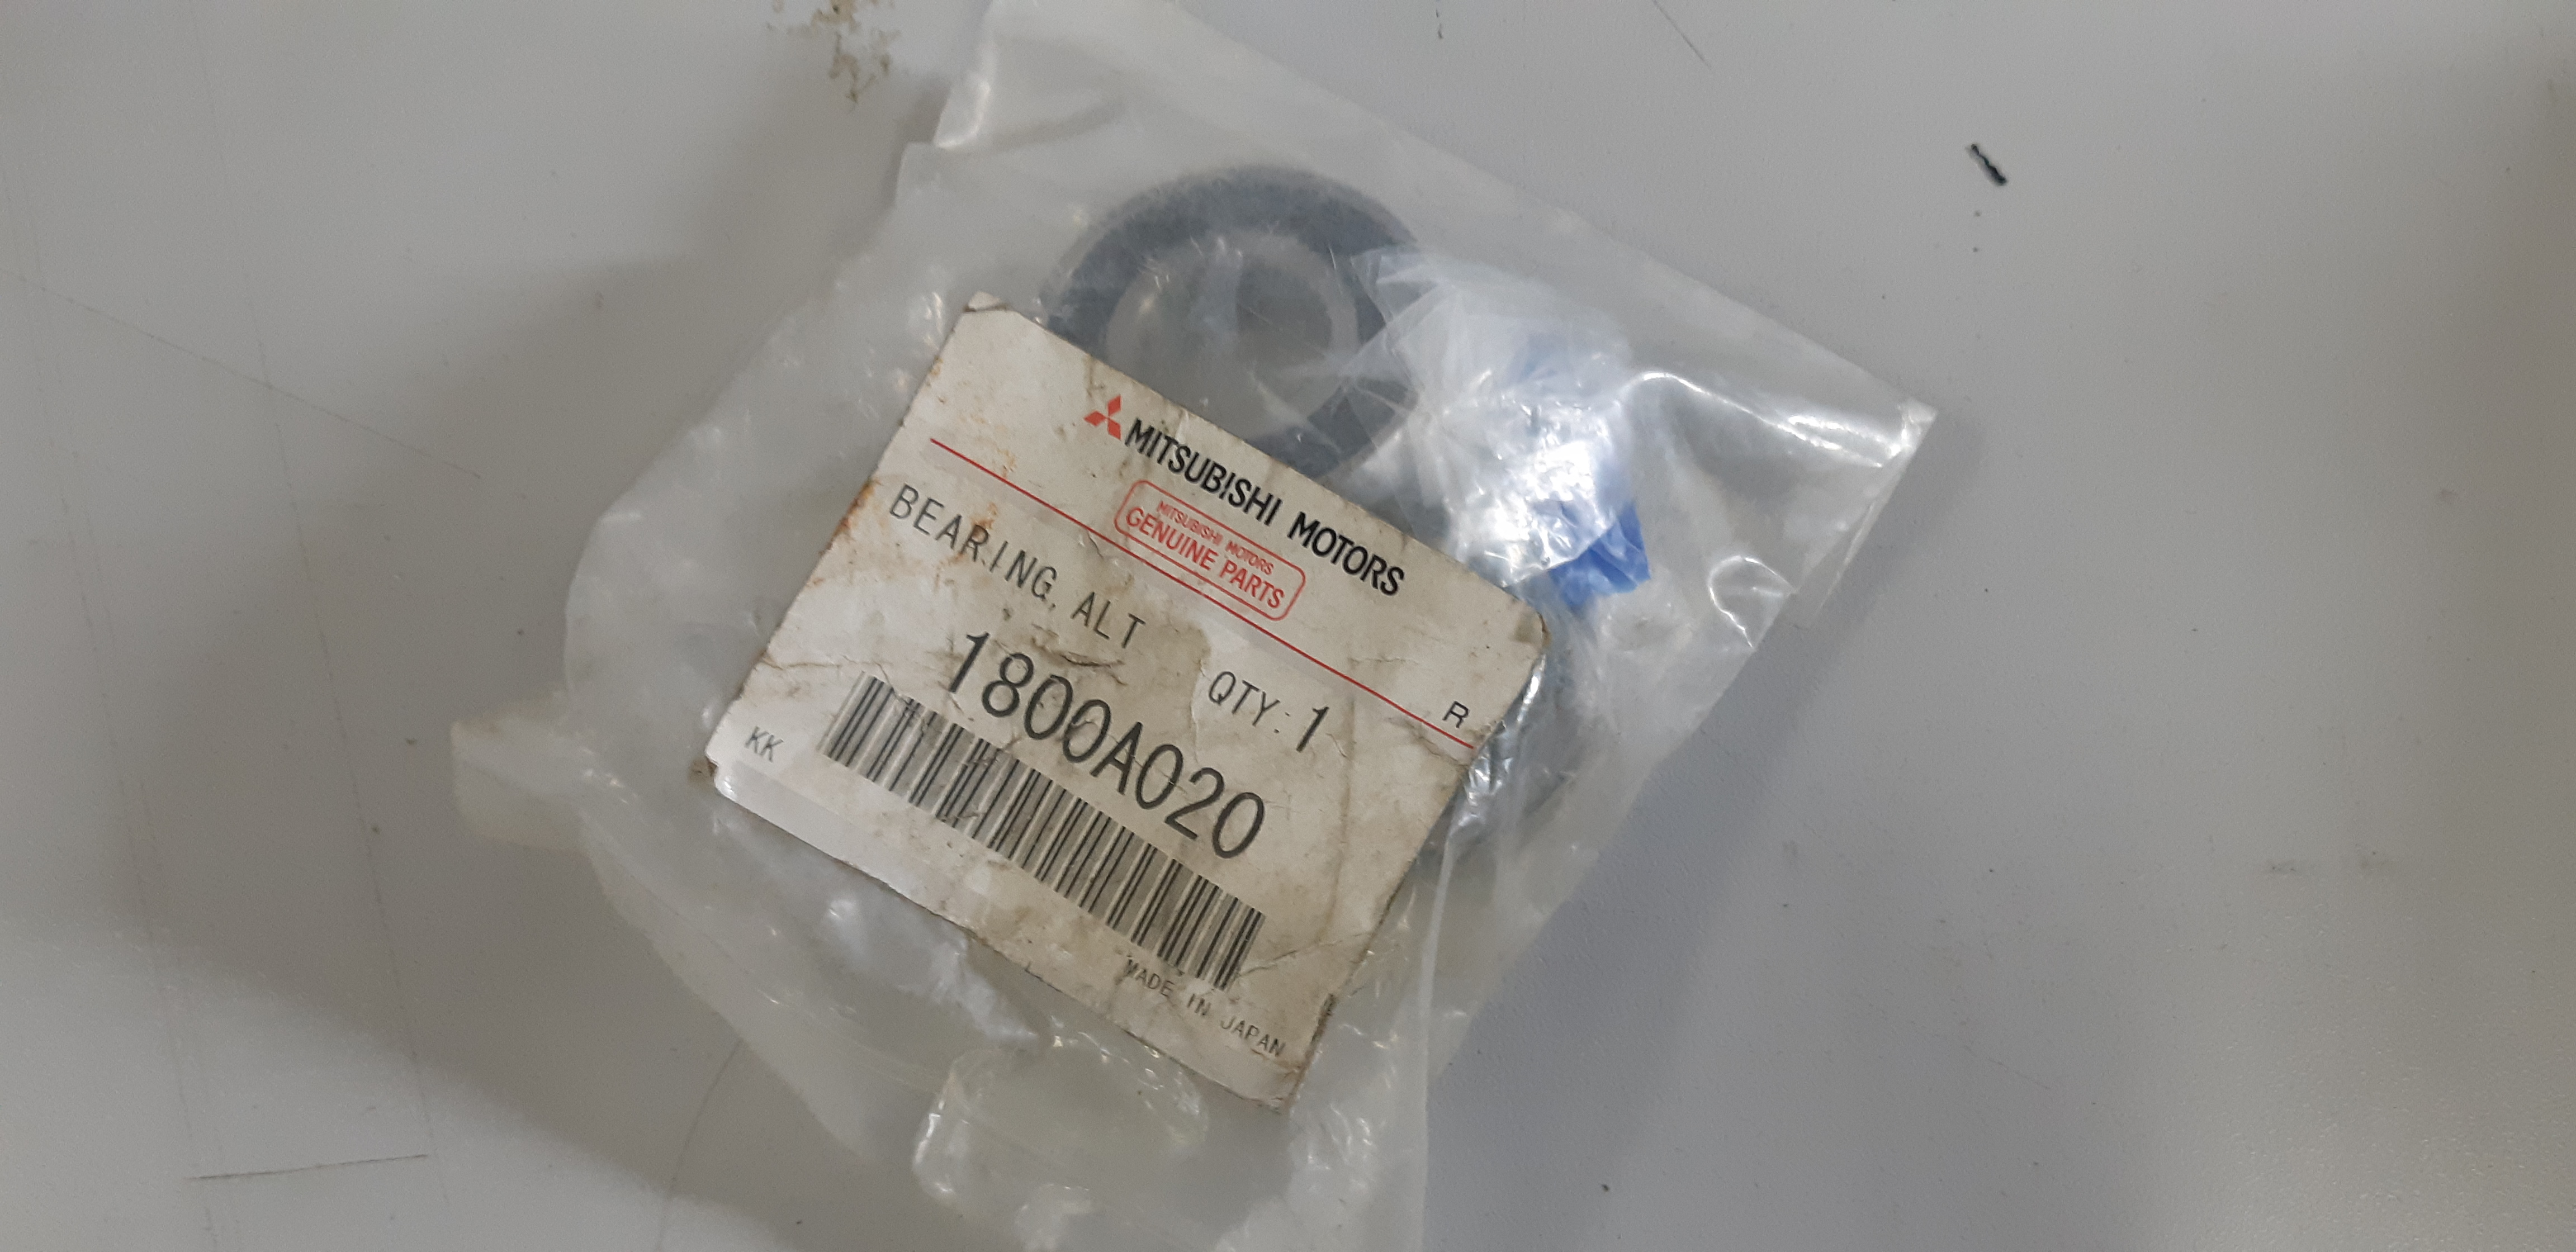 MITSUBISHI MOTORS
MITSUBISHI MOTORS
GENUINE PARTS
R
BEARING, ALT
QTY: 1
1800A020
KK
MADE IN JAPAN